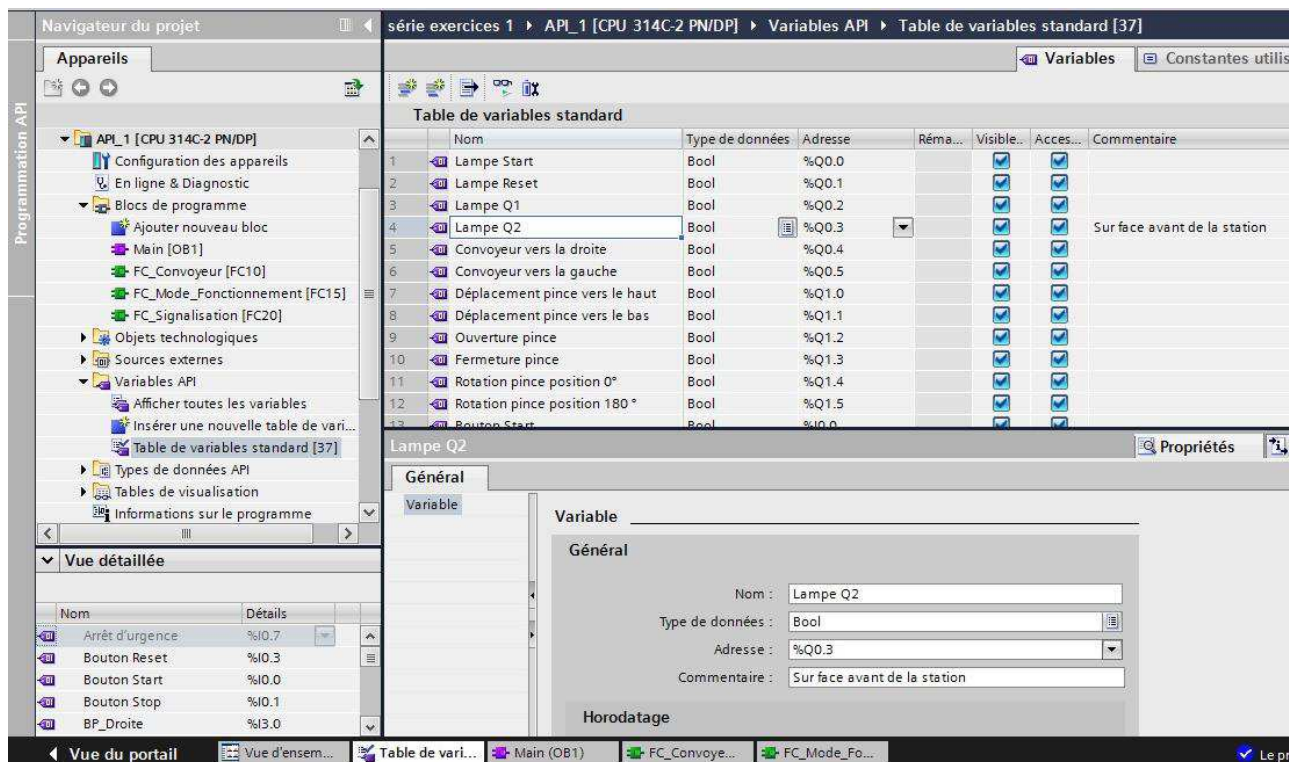 Navigateur du projet
série exercices 1 ▸ API_1 [CPU 314C-2 PN/DP] ▸ Variables API ▸ Table de variables standard [37]
Appareils
Variables
Constantes utilis
Programmation API
Table de variables standard
Nom Type de données Adresse Réma... Visible.. Acces... Commentaire
1 Lampe Start Bool %Q0.0
2 Lampe Reset Bool %Q0.1
3 Lampe Q1 Bool %Q0.2
4 Lampe Q2 Bool %Q0.3 Sur face avant de la station
5 Convoyeur vers la droite Bool %Q0.4
6 Convoyeur vers la gauche Bool %Q0.5
7 Déplacement pince vers le haut Bool %Q1.0
8 Déplacement pince vers le bas Bool %Q1.1
9 Ouverture pince Bool %Q1.2
10 Fermeture pince Bool %Q1.3
11 Rotation pince position 0° Bool %Q1.4
12 Rotation pince position 180 ° Bool %Q1.5
13 Bouton Start Bool %I0.0
API_1 [CPU 314C-2 PN/DP]
Configuration des appareils
En ligne & Diagnostic
Blocs de programme
Ajouter nouveau bloc
Main [OB1]
FC_Convoyeur [FC10]
FC_Mode_Fonctionnement [FC15]
FC_Signalisation [FC20]
Objets technologiques
Sources externes
Variables API
Afficher toutes les variables
Insérer une nouvelle table de vari...
Table de variables standard [37]
Types de données API
Tables de visualisation
Informations sur le programme
Vue détaillée
Nom Détails
Arrêt d'urgence %I0.7
Bouton Reset %I0.3
Bouton Start %I0.0
Bouton Stop %I0.1
BP_Droite %I3.0
Lampe Q2
Propriétés
Général
Variable
Variable
Général
Nom : Lampe Q2
Type de données : Bool
Adresse : %Q0.3
Commentaire : Sur face avant de la station
Horodatage
Vue du portail
Vue d'ensem...
Table de vari...
Main (OB1)
FC_Convoye...
FC_Mode_Fo...
Le pr